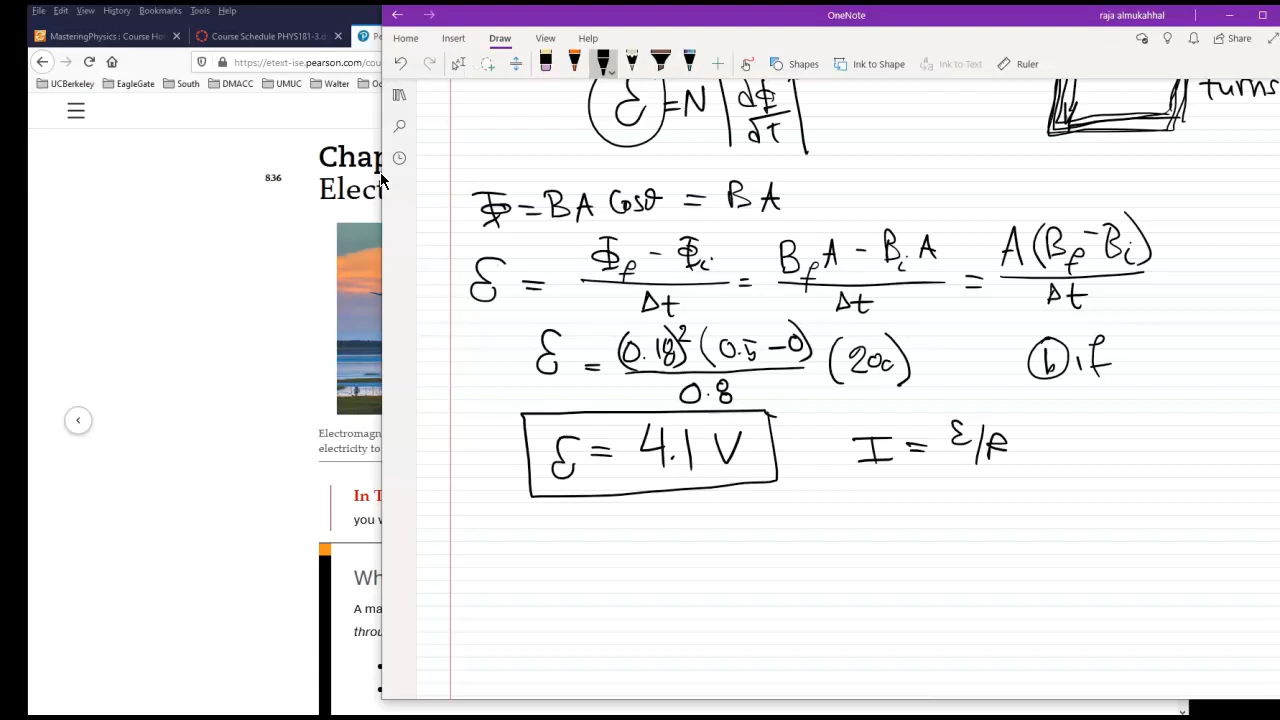 File Edit View History Bookmarks Tools Help
MasteringPhysics: Course Ho
Course Schedule PHYS181-3.d
Pe
https://etext-ise.pearson.com/cou
UCBerkeley EagleGate South DMACC UMUC Walter
836
Chap
Elect
Electromagn
electricity to
In T
you w
Wh
A ma
throu
OneNote
raja almukahhal
Home Insert Draw View Help
Share
Shapes Ink to Shape Ink to Text Ruler
ℰ = N |dΦ/dt|
turns
Φ = BA Cosθ = BA
ℰ = (Φf - Φi)/Δt = (BfA - BiA)/Δt = A(Bf - Bi)/Δt
ℰ = (0.18)²(0.5-0)/0.8 (200)
(b) if
ℰ = 4.1 V
I = ε/R